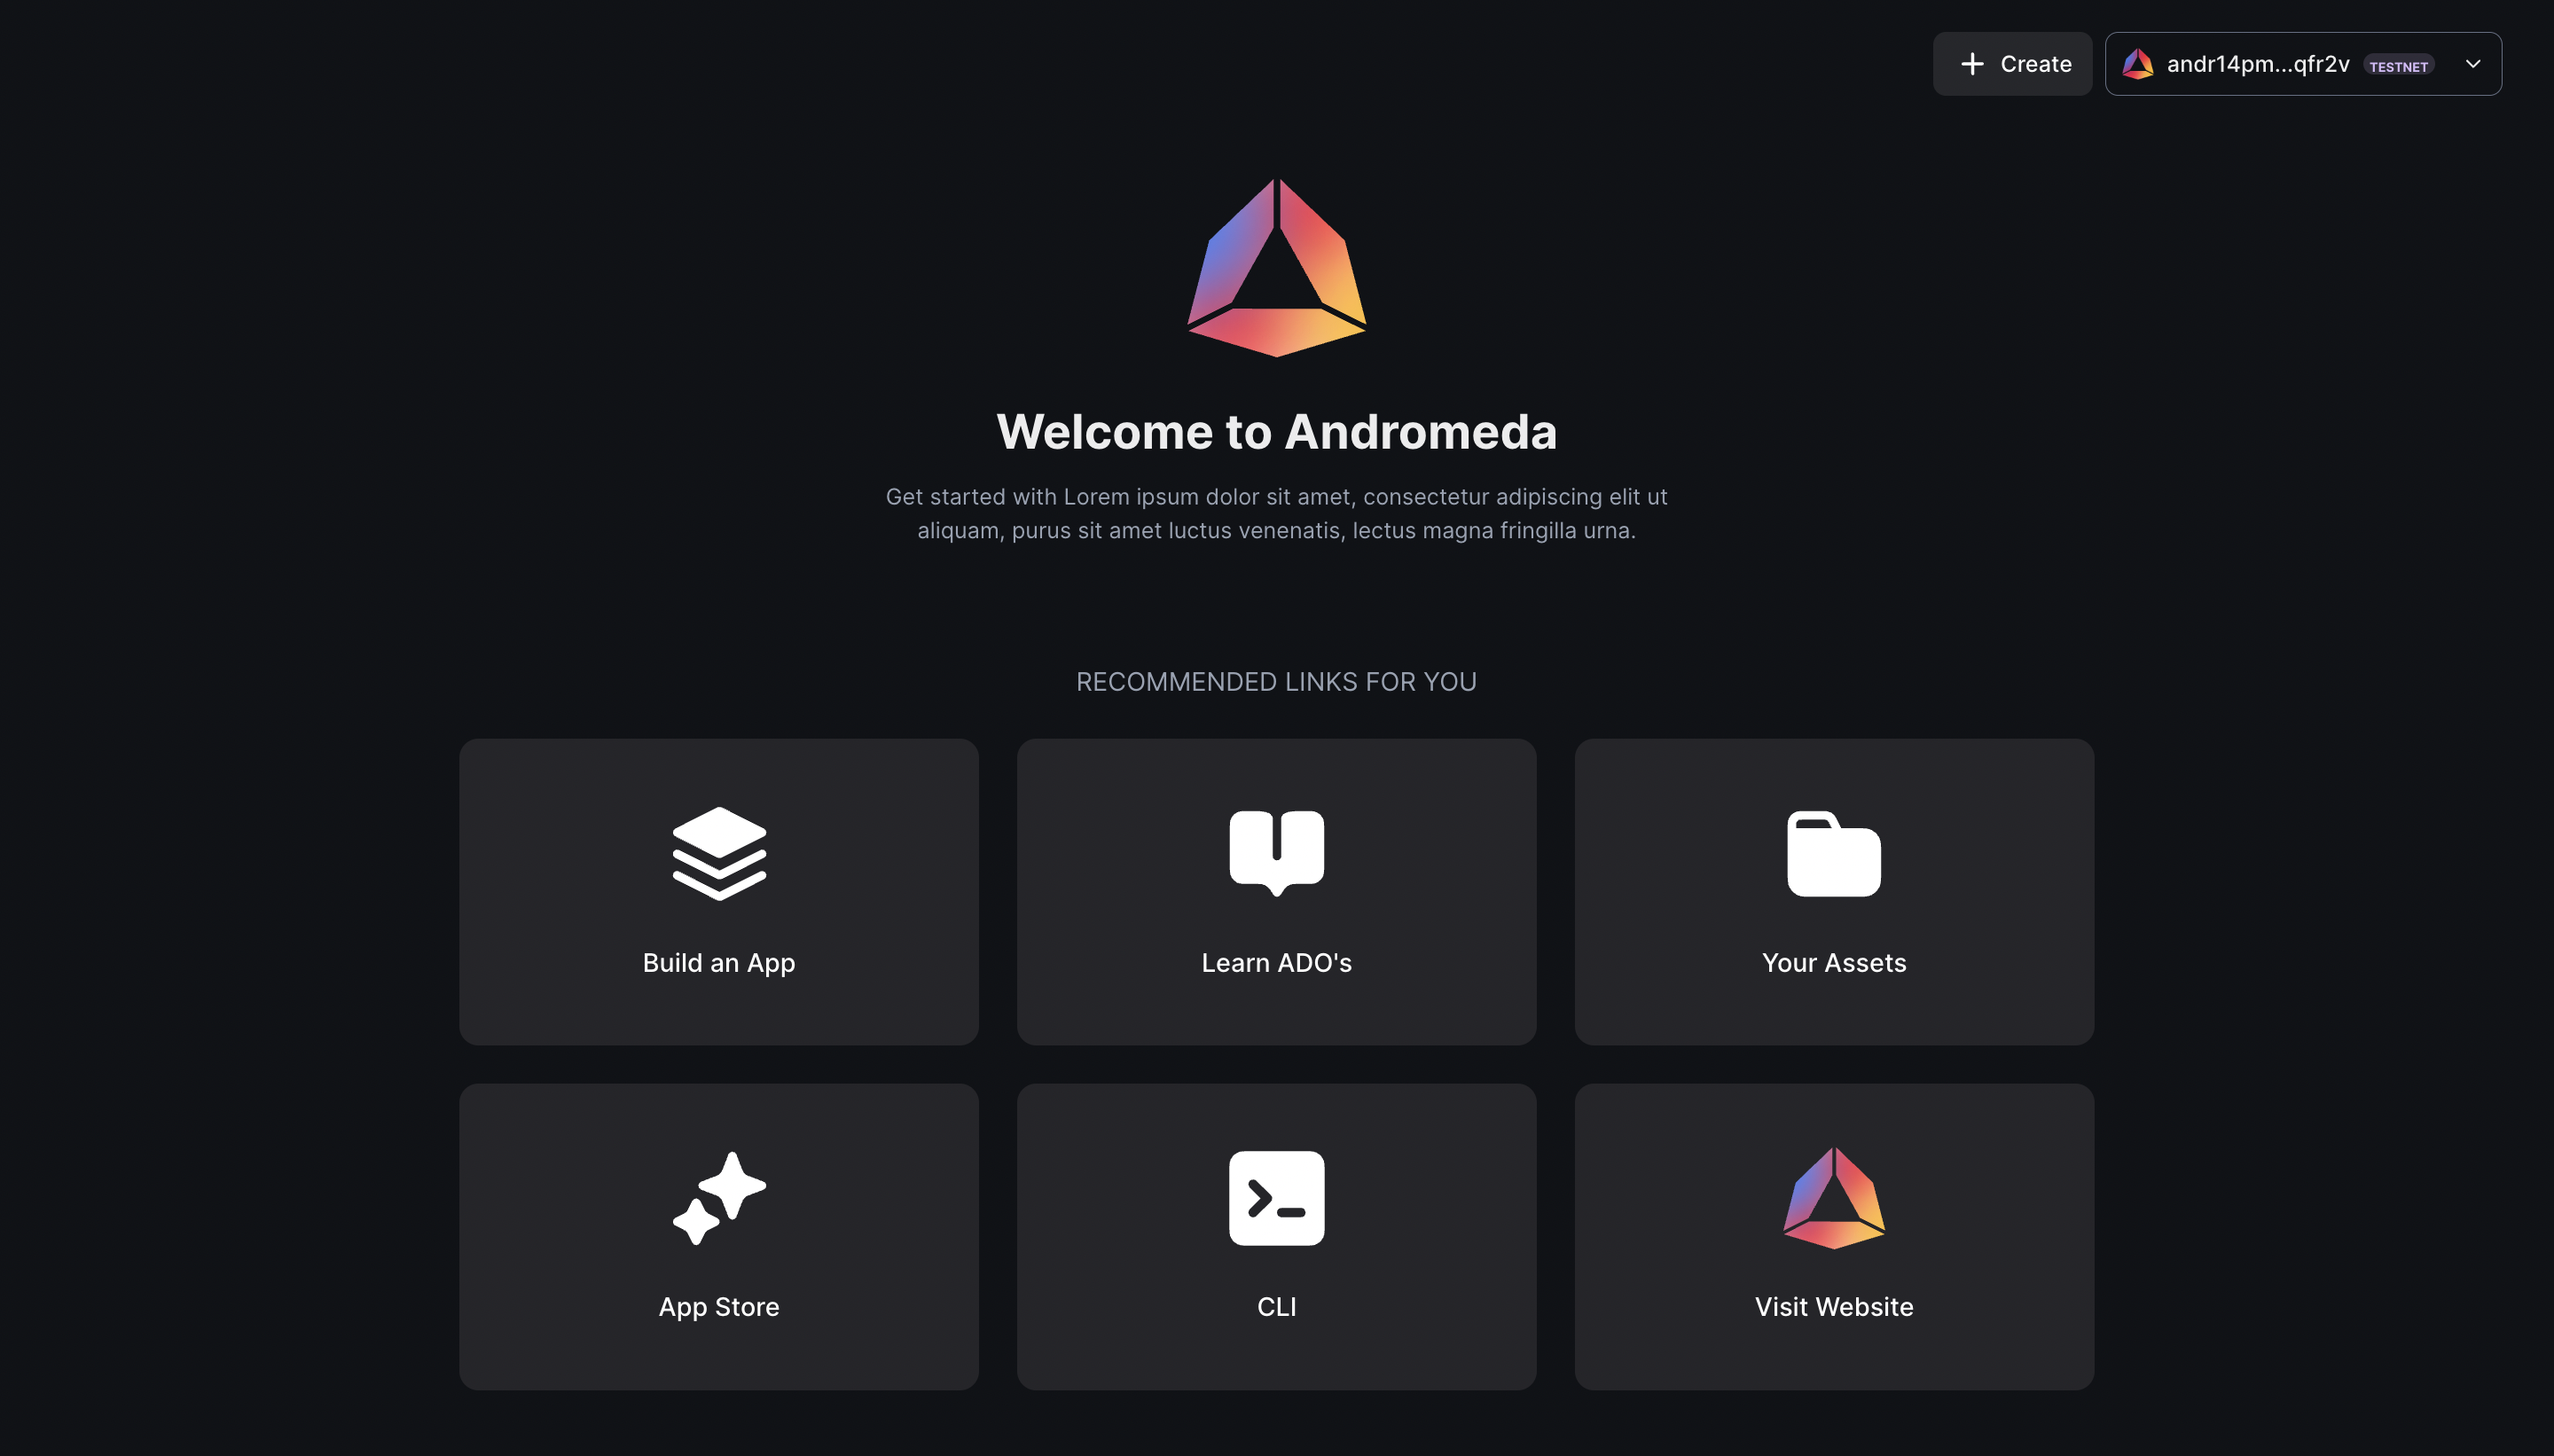 Create
andr14pm...qfr2v TESTNET
Welcome to Andromeda
Get started with Lorem ipsum dolor sit amet, consectetur adipiscing elit ut
aliquam, purus sit amet luctus venenatis, lectus magna fringilla urna.
RECOMMENDED LINKS FOR YOU
Build an App
Learn ADO's
Your Assets
App Store
CLI
Visit Website